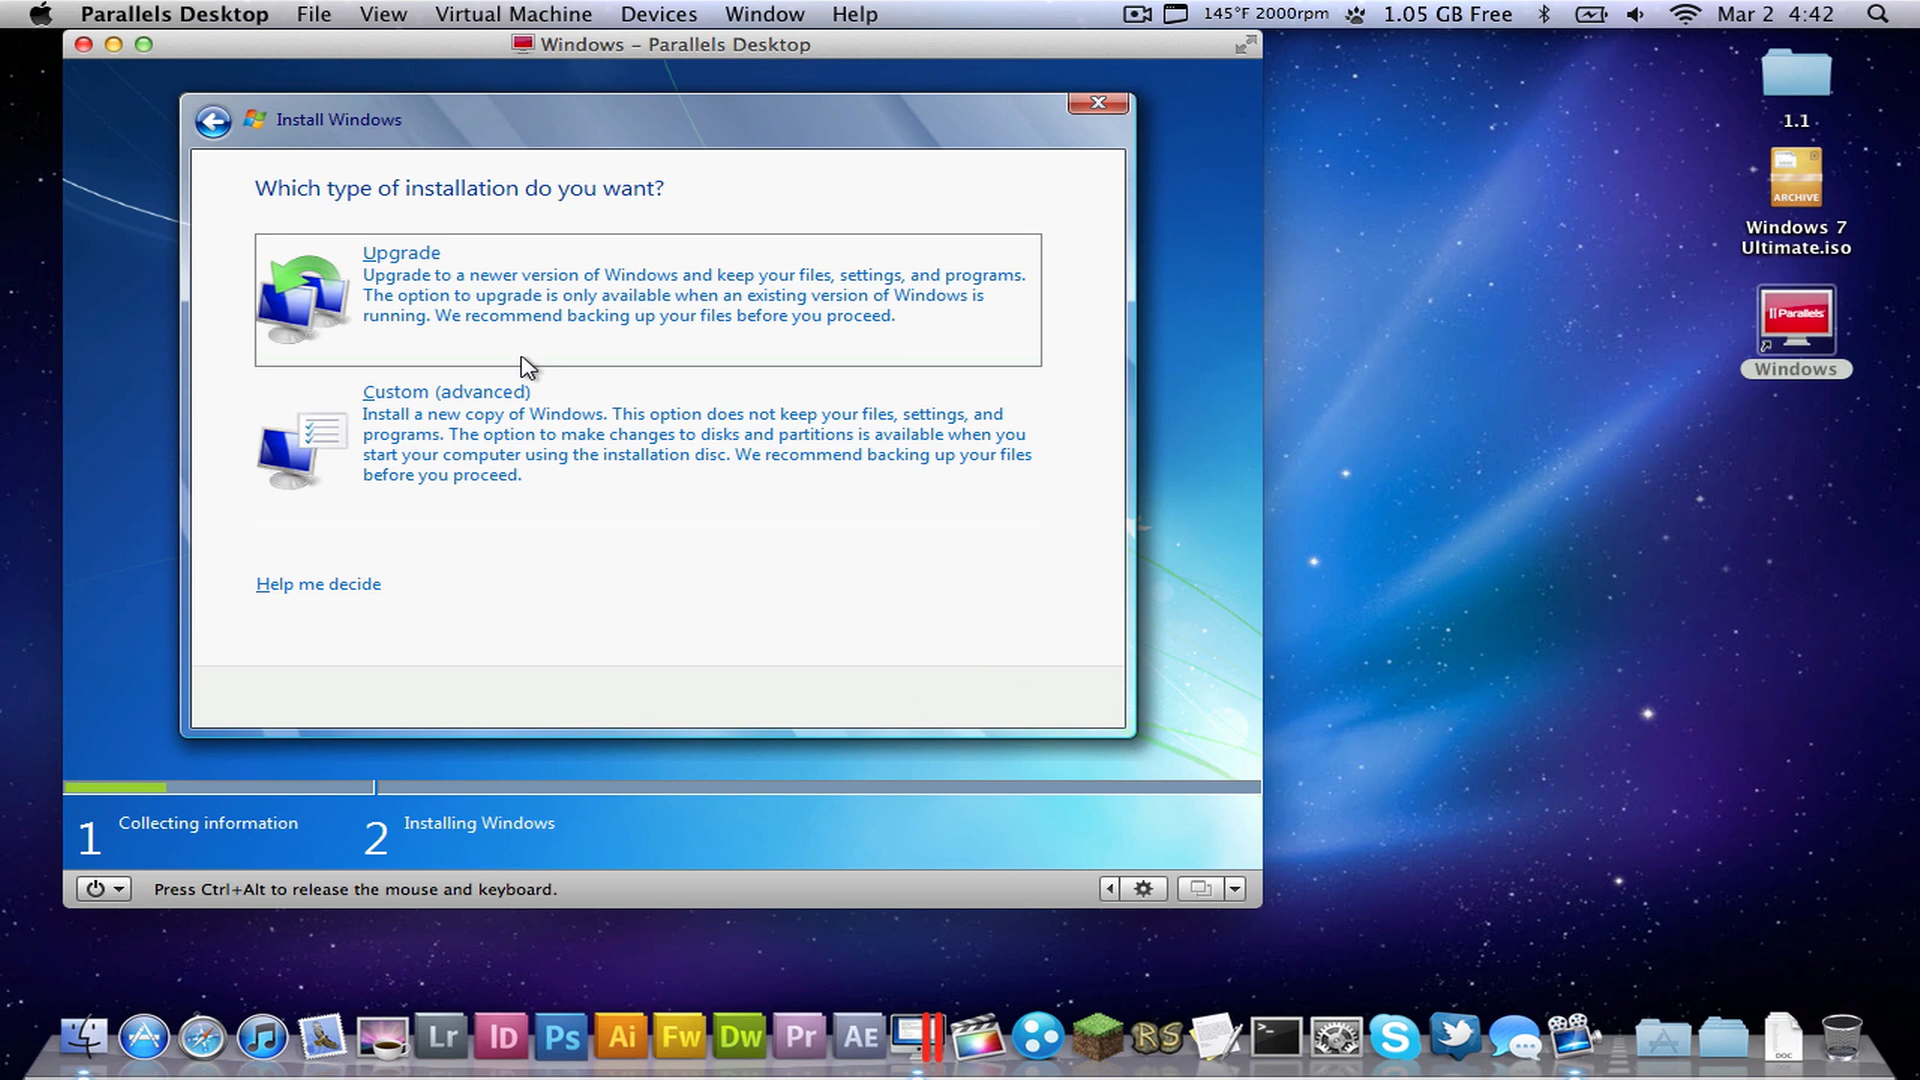 Parallels Desktop File View Virtual Machine Devices Window Help 145°F 2000rpm 1.05 GB Free Mar 2 4:42
Windows – Parallels Desktop
Install Windows
Which type of installation do you want?
Upgrade
Upgrade to a newer version of Windows and keep your files, settings, and programs.
The option to upgrade is only available when an existing version of Windows is
running. We recommend backing up your files before you proceed.
Custom (advanced)
Install a new copy of Windows. This option does not keep your files, settings, and
programs. The option to make changes to disks and partitions is available when you
start your computer using the installation disc. We recommend backing up your files
before you proceed.
Help me decide
1 Collecting information 2 Installing Windows
Press Ctrl+Alt to release the mouse and keyboard.
1.1
ARCHIVE
Windows 7
Ultimate.iso
Parallels
Windows
Lr ID Ps Ai Fw Dw Pr AE RS DOC